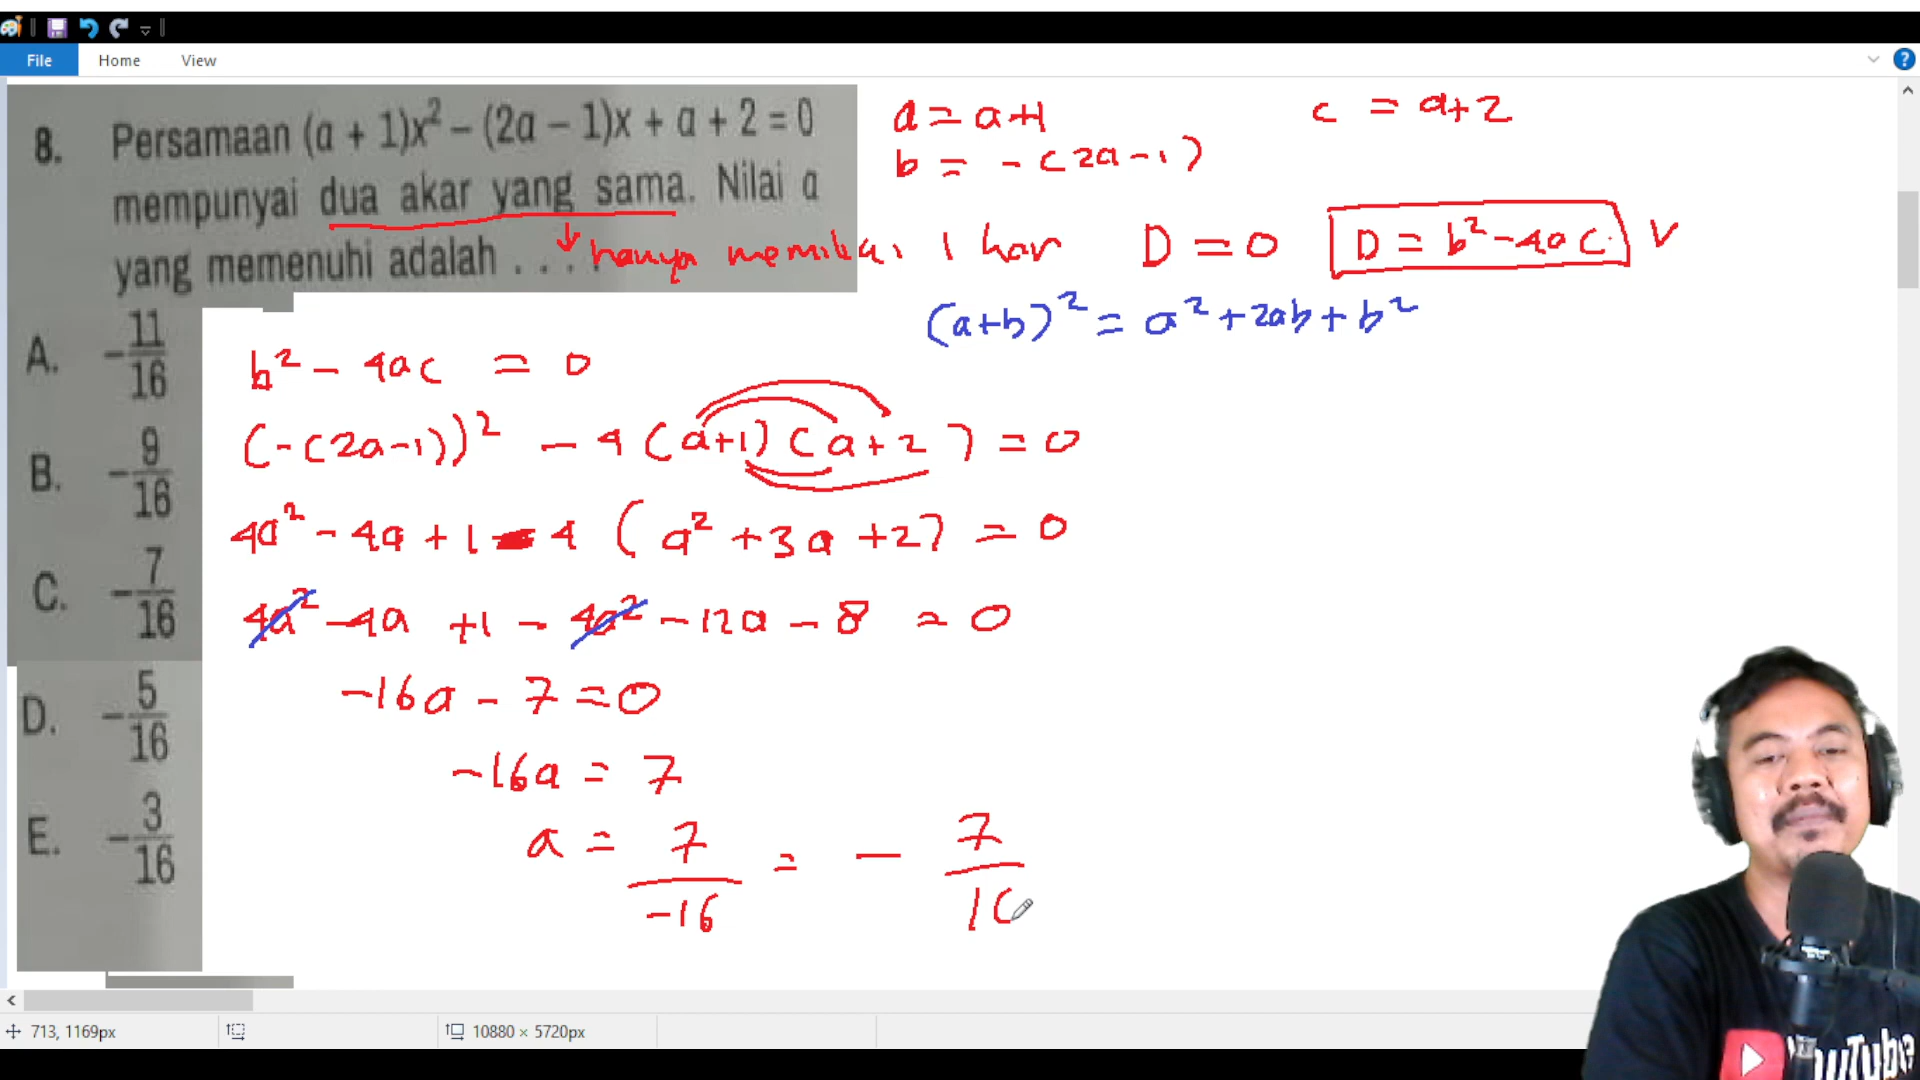 File Home View
8. Persamaan (a + 1)x² – (2a – 1)x + a + 2 = 0
mempunyai dua akar yang sama. Nilai a
yang memenuhi adalah . . . .
hanya memiliki 1 har
A. -11/16
B. -9/16
C. -7/16
D. -5/16
E. -3/16
a = a+1
b = -(2a-1)
c = a+2
D = 0
D = b²-4ac. V
(a+b)² = a²+2ab+b²
b² - 4ac = 0
(-(2a-1))² - 4(a+1)(a+2) = 0
4a² - 4a + 1 - 4 (a² + 3a + 2) = 0
4a² - 4a + 1 - 4a² - 12a - 8 = 0
-16a - 7 = 0
-16a = 7
a = 7/-16 = - 7/10
713, 1169px
10880 × 5720px
YouTube